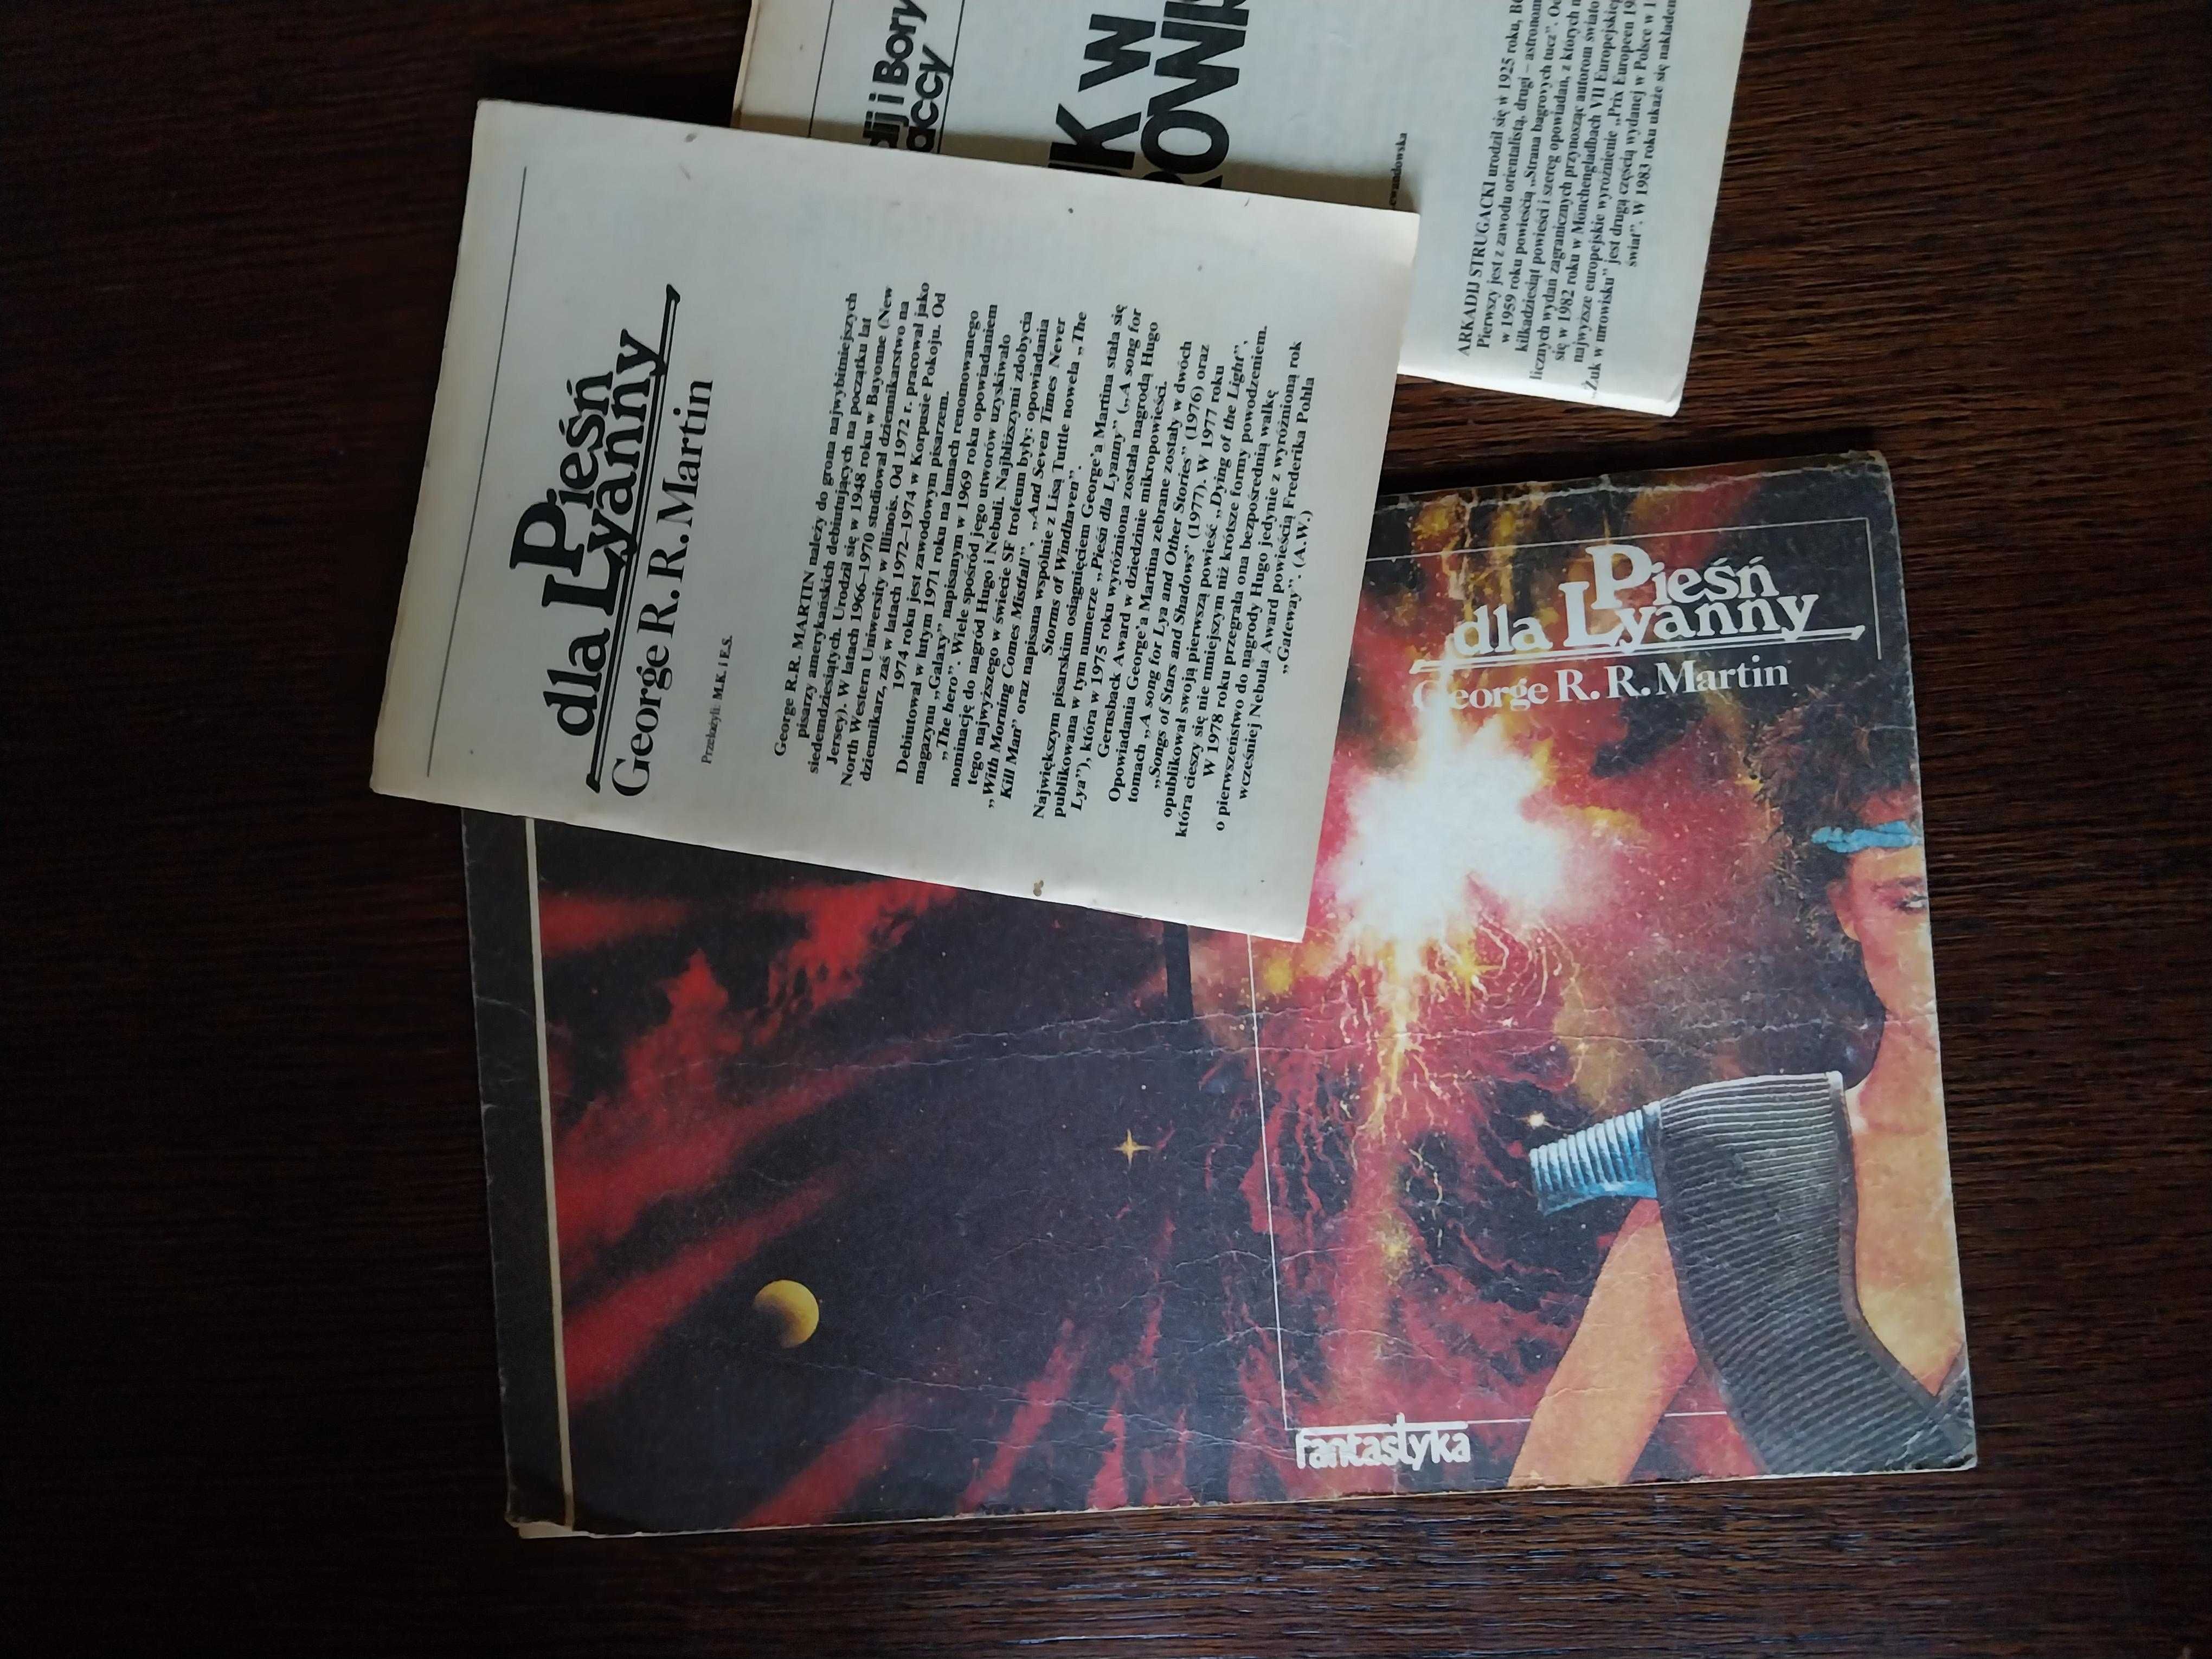 Pieśń
dla Lyanny
George R.R. Martin
Przełożyli: M.K. i E.S.
George R.R. MARTIN należy do grona najwybitniejszych
pisarzy amerykańskich debiutujących na początku lat
siedemdziesiątych. Urodził się w 1948 roku w Bayonne (New
Jersey). W latach 1966–1970 studiował dziennikarstwo na
North Western Uniwersity w Illinois. Od 1972 r. pracował jako
dziennikarz, zaś w latach 1972–1974 w Korpusie Pokoju. Od
1974 roku jest zawodowym pisarzem.
Debiutował w lutym 1971 roku na łamach renomowanego
magazynu „Galaxy” napisanym w 1969 roku opowiadaniem
„The hero”. Wiele spośród jego utworów uzyskiwało
nominację do nagród Hugo i Nebuli. Najbliższymi zdobycia
tego najwyższego w świecie SF trofeum były: opowiadania
„With Morning Comes Mistfall”, „And Seven Times Never
Kill Man” oraz napisana wspólnie z Lisą Tuttle nowela „The
Storms of Windhaven”.
Największym pisarskim osiągnięciem George’a Martina stała się
publikowana w tym numerze „Pieśń dla Lyanny” („A song for
Lya”), która w 1975 roku wyróżniona została nagrodą Hugo
Gernsback Award w dziedzinie mikropowieści.
Opowiadania George’a Martina zebrane zostały w dwóch
tomach „A song for Lya and Other Stories” (1976) oraz
„Songs of Stars and Shadows” (1977). W 1977 roku
opublikował swoją pierwszą powieść „Dying of the Light”,
która cieszy się nie mniejszym niż krótsze formy powodzeniem.
W 1978 roku przegrała ona bezpośrednią walkę
o pierwszeństwo do nagrody Hugo jedynie z wyróżnioną rok
wcześniej Nebula Award powieścią Frederika Pohla
„Gateway”. (A.W.)
i Bory
W
ARKADIJ STRUGACKI urodził się w 1925 roku,
Pierwszy jest z zawodu orientalistą, drugi – astronom
w 1959 roku powieścią „Strana bagrovych tucz”.
kilkadziesiąt powieści i szereg opowiadań, z których
licznych wydań zagranicznych przynosząc autorom
się w 1982 roku w Mönchengladbach VII Europejskiej
najwyższe europejskie wyróżnienie „Prix Europeen
„Żuk w mrowisku” jest drugą częścią wydanej w Polsce w
świat”. W 1983 roku ukaże się nakładem
Pieśń
dla Lyanny
George R.R. Martin
fantastyka